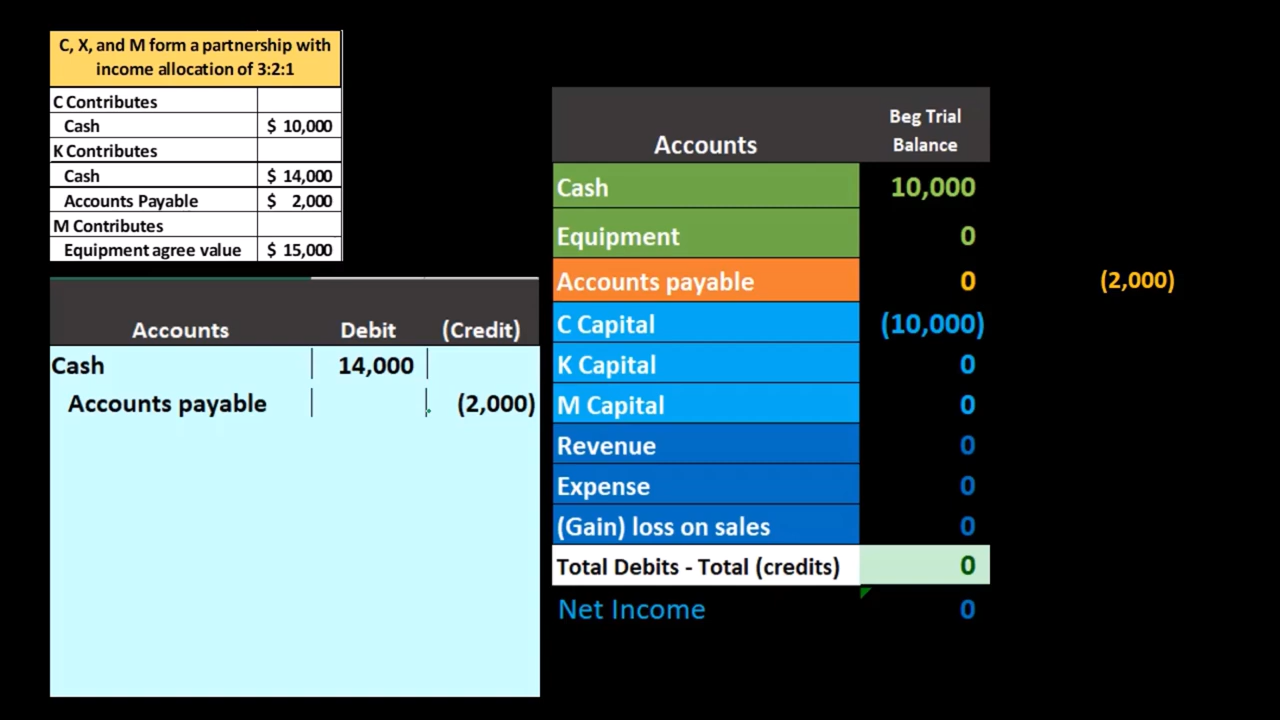 C, X, and M form a partnership with
income allocation of 3:2:1
C Contributes
Cash $ 10,000
K Contributes
Cash $ 14,000
Accounts Payable $ 2,000
M Contributes
Equipment agree value $ 15,000
Accounts Debit (Credit)
Cash 14,000
Accounts payable (2,000)
Accounts Beg Trial
Balance
Cash 10,000
Equipment 0
Accounts payable 0 (2,000)
C Capital (10,000)
K Capital 0
M Capital 0
Revenue 0
Expense 0
(Gain) loss on sales 0
Total Debits - Total (credits) 0
Net Income 0